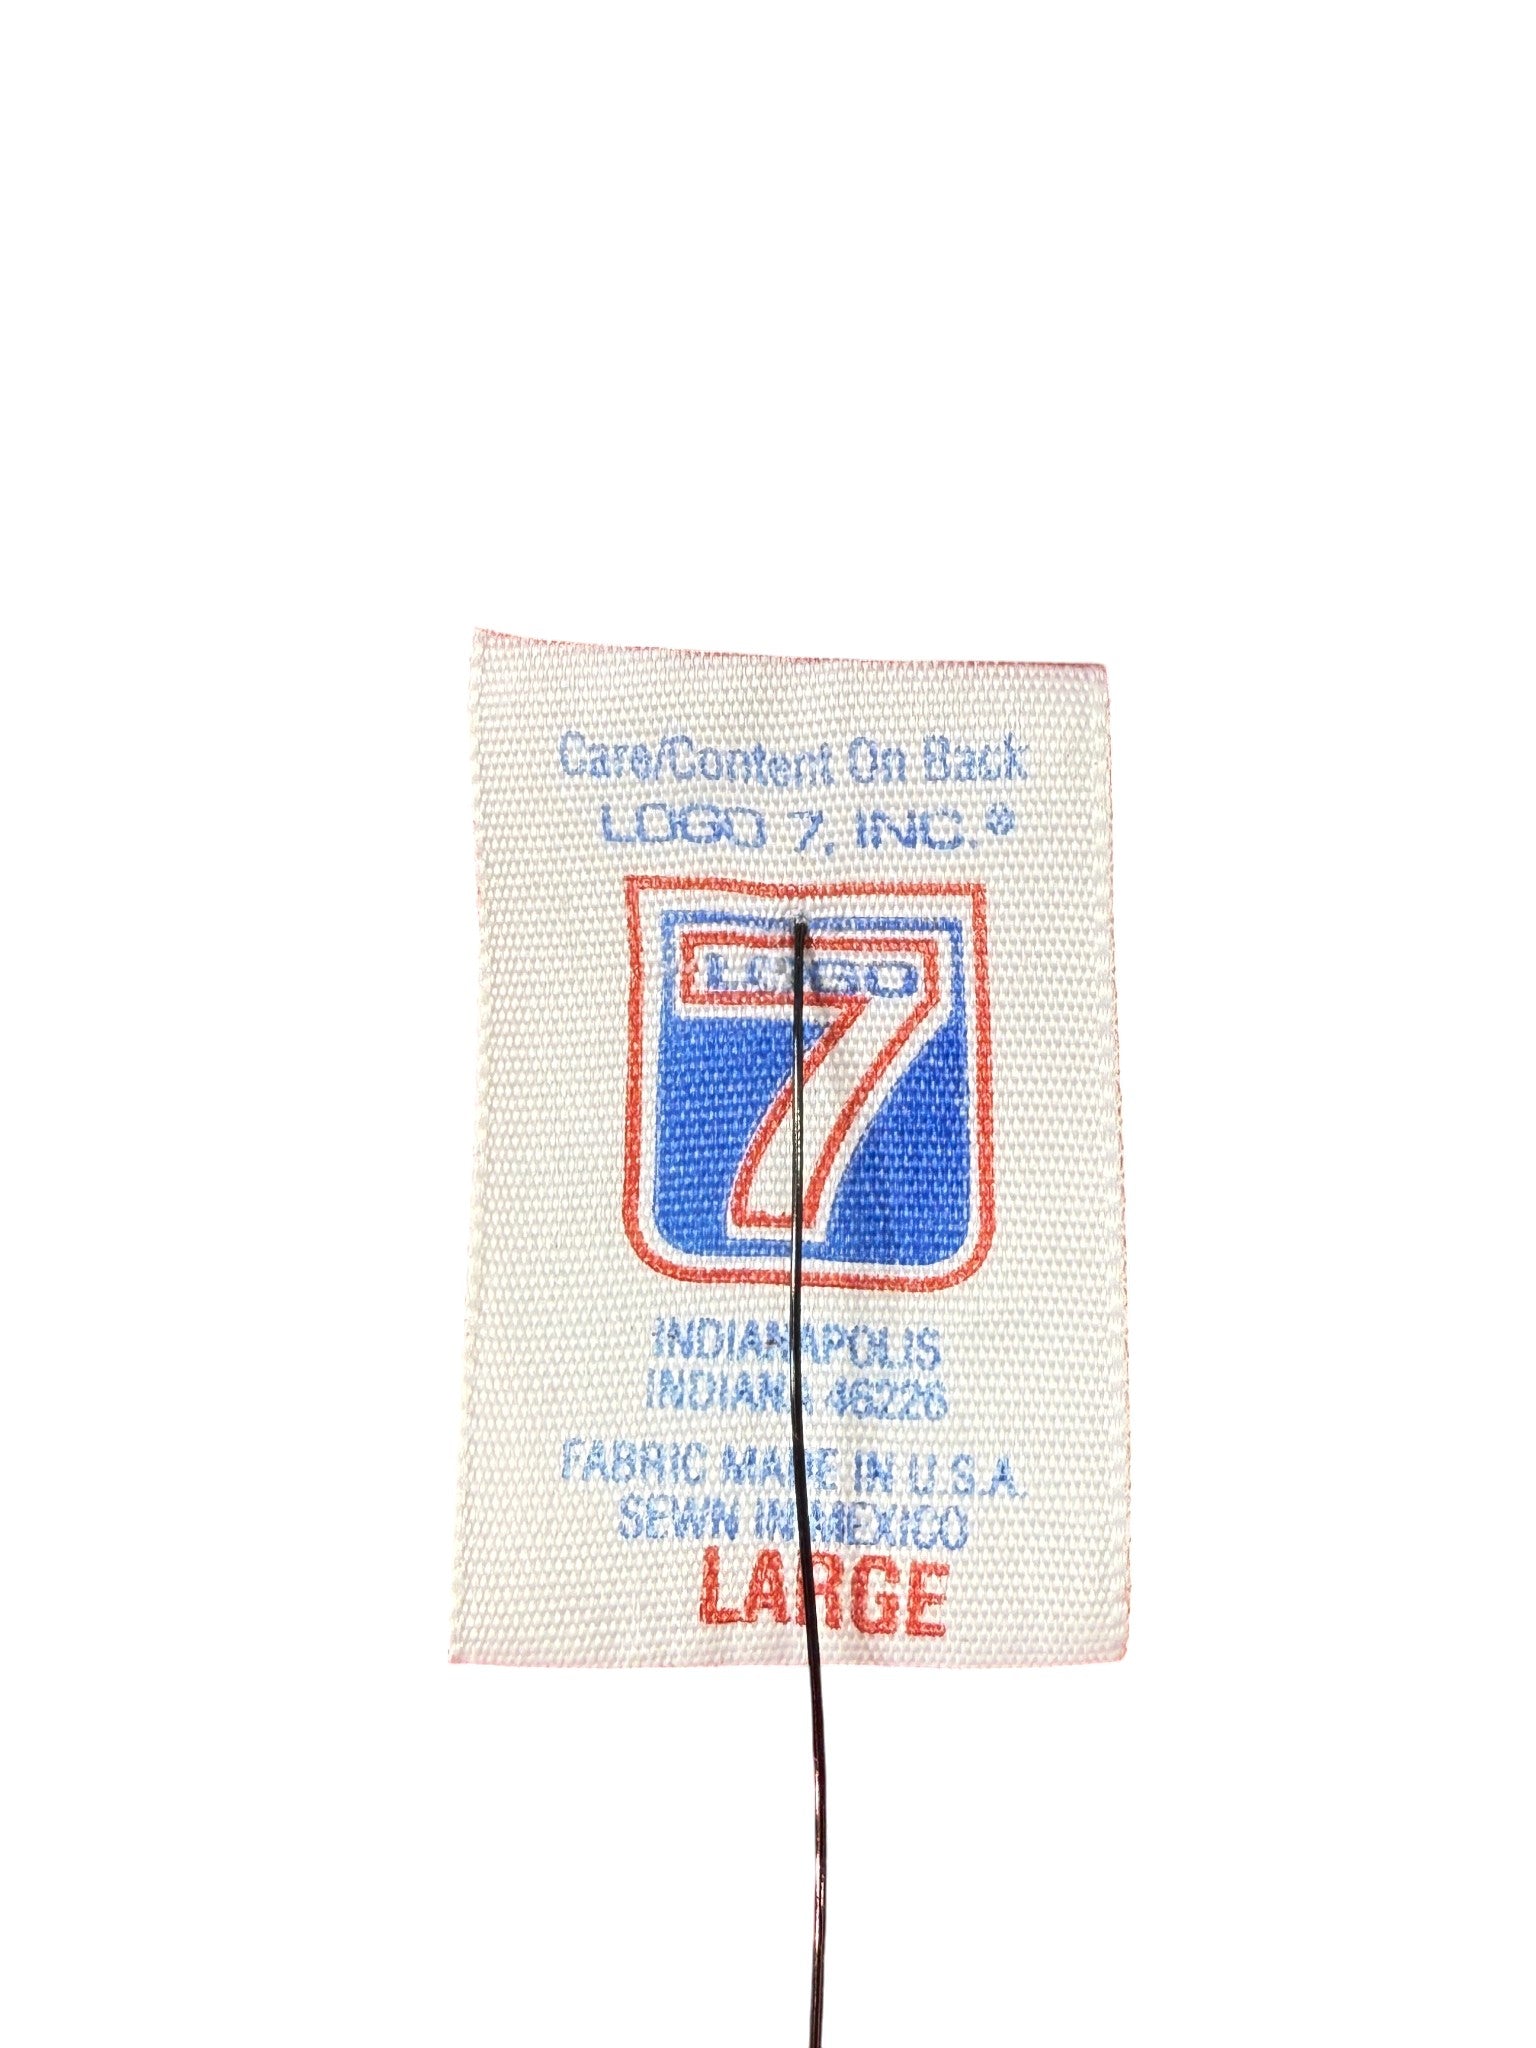 Care/Content On Back
LOGO 7, INC.®
LOGO
7
INDIANAPOLIS
INDIANA 46226
FABRIC MADE IN U.S.A.
SEWN IN MEXICO
LARGE